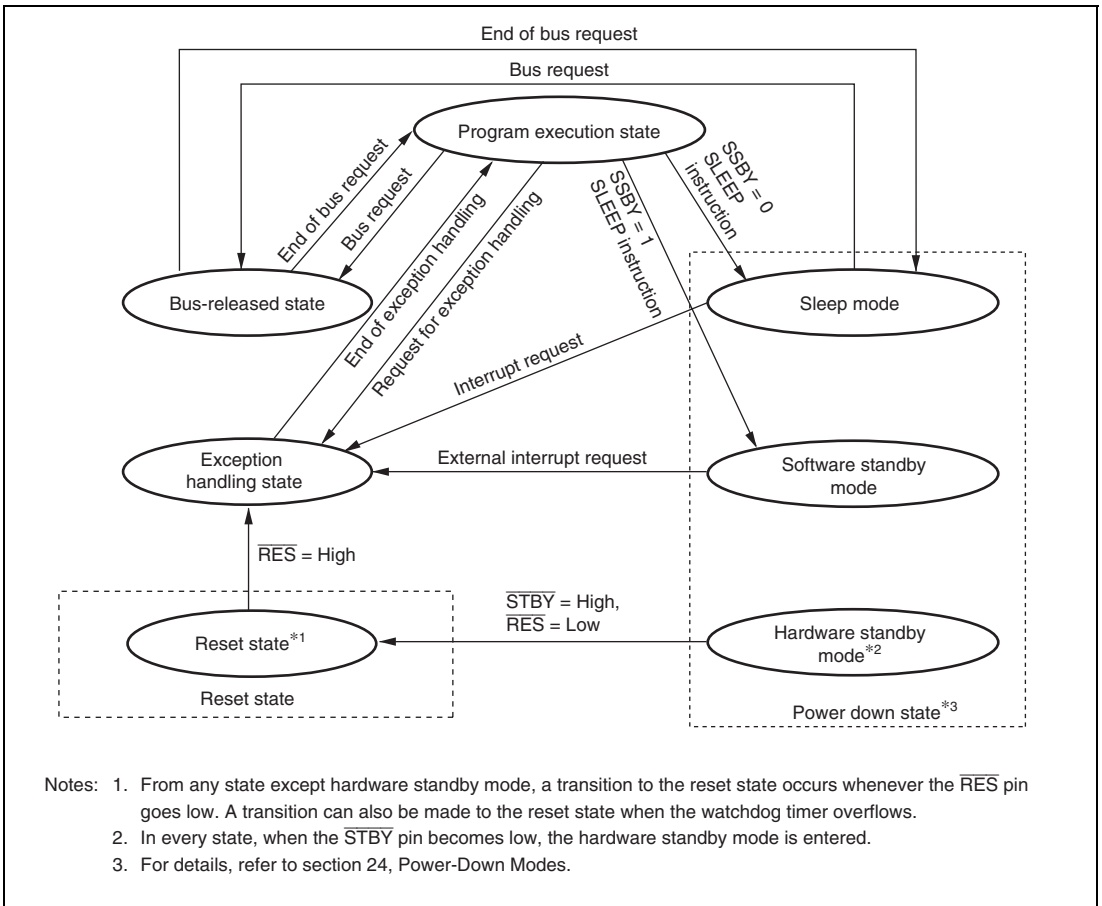 End of bus request
Bus request
Program execution state
End of bus request
Bus request
SSBY = 0
SLEEP
instruction
SSBY = 1
SLEEP instruction
End of exception handling
Request for exception handling
Bus-released state
Sleep mode
Interrupt request
Exception
handling state
External interrupt request
Software standby
mode
R̅E̅S̅ = High
S̅T̅B̅Y̅ = High,
R̅E̅S̅ = Low
Reset state*1
Hardware standby
mode*2
Reset state
Power down state*3
Notes: 1. From any state except hardware standby mode, a transition to the reset state occurs whenever the R̅E̅S̅ pin
goes low. A transition can also be made to the reset state when the watchdog timer overflows.
2. In every state, when the S̅T̅B̅Y̅ pin becomes low, the hardware standby mode is entered.
3. For details, refer to section 24, Power-Down Modes.